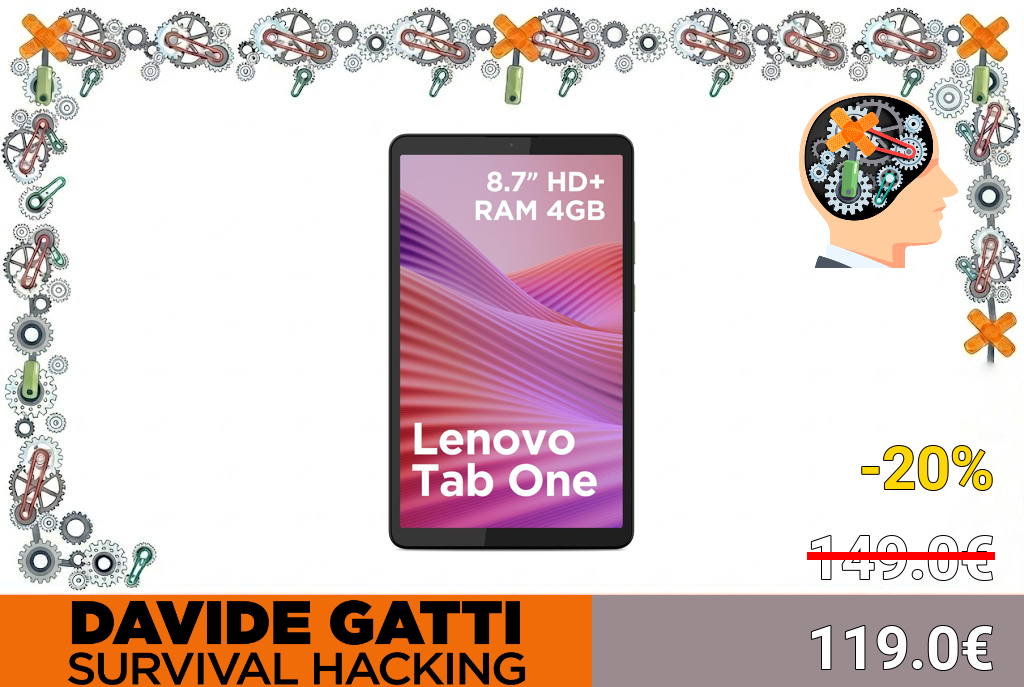 8.7” HD+
RAM 4GB
Lenovo
Tab One
-20%
149.0€
DAVIDE GATTI
SURVIVAL HACKING
119.0€